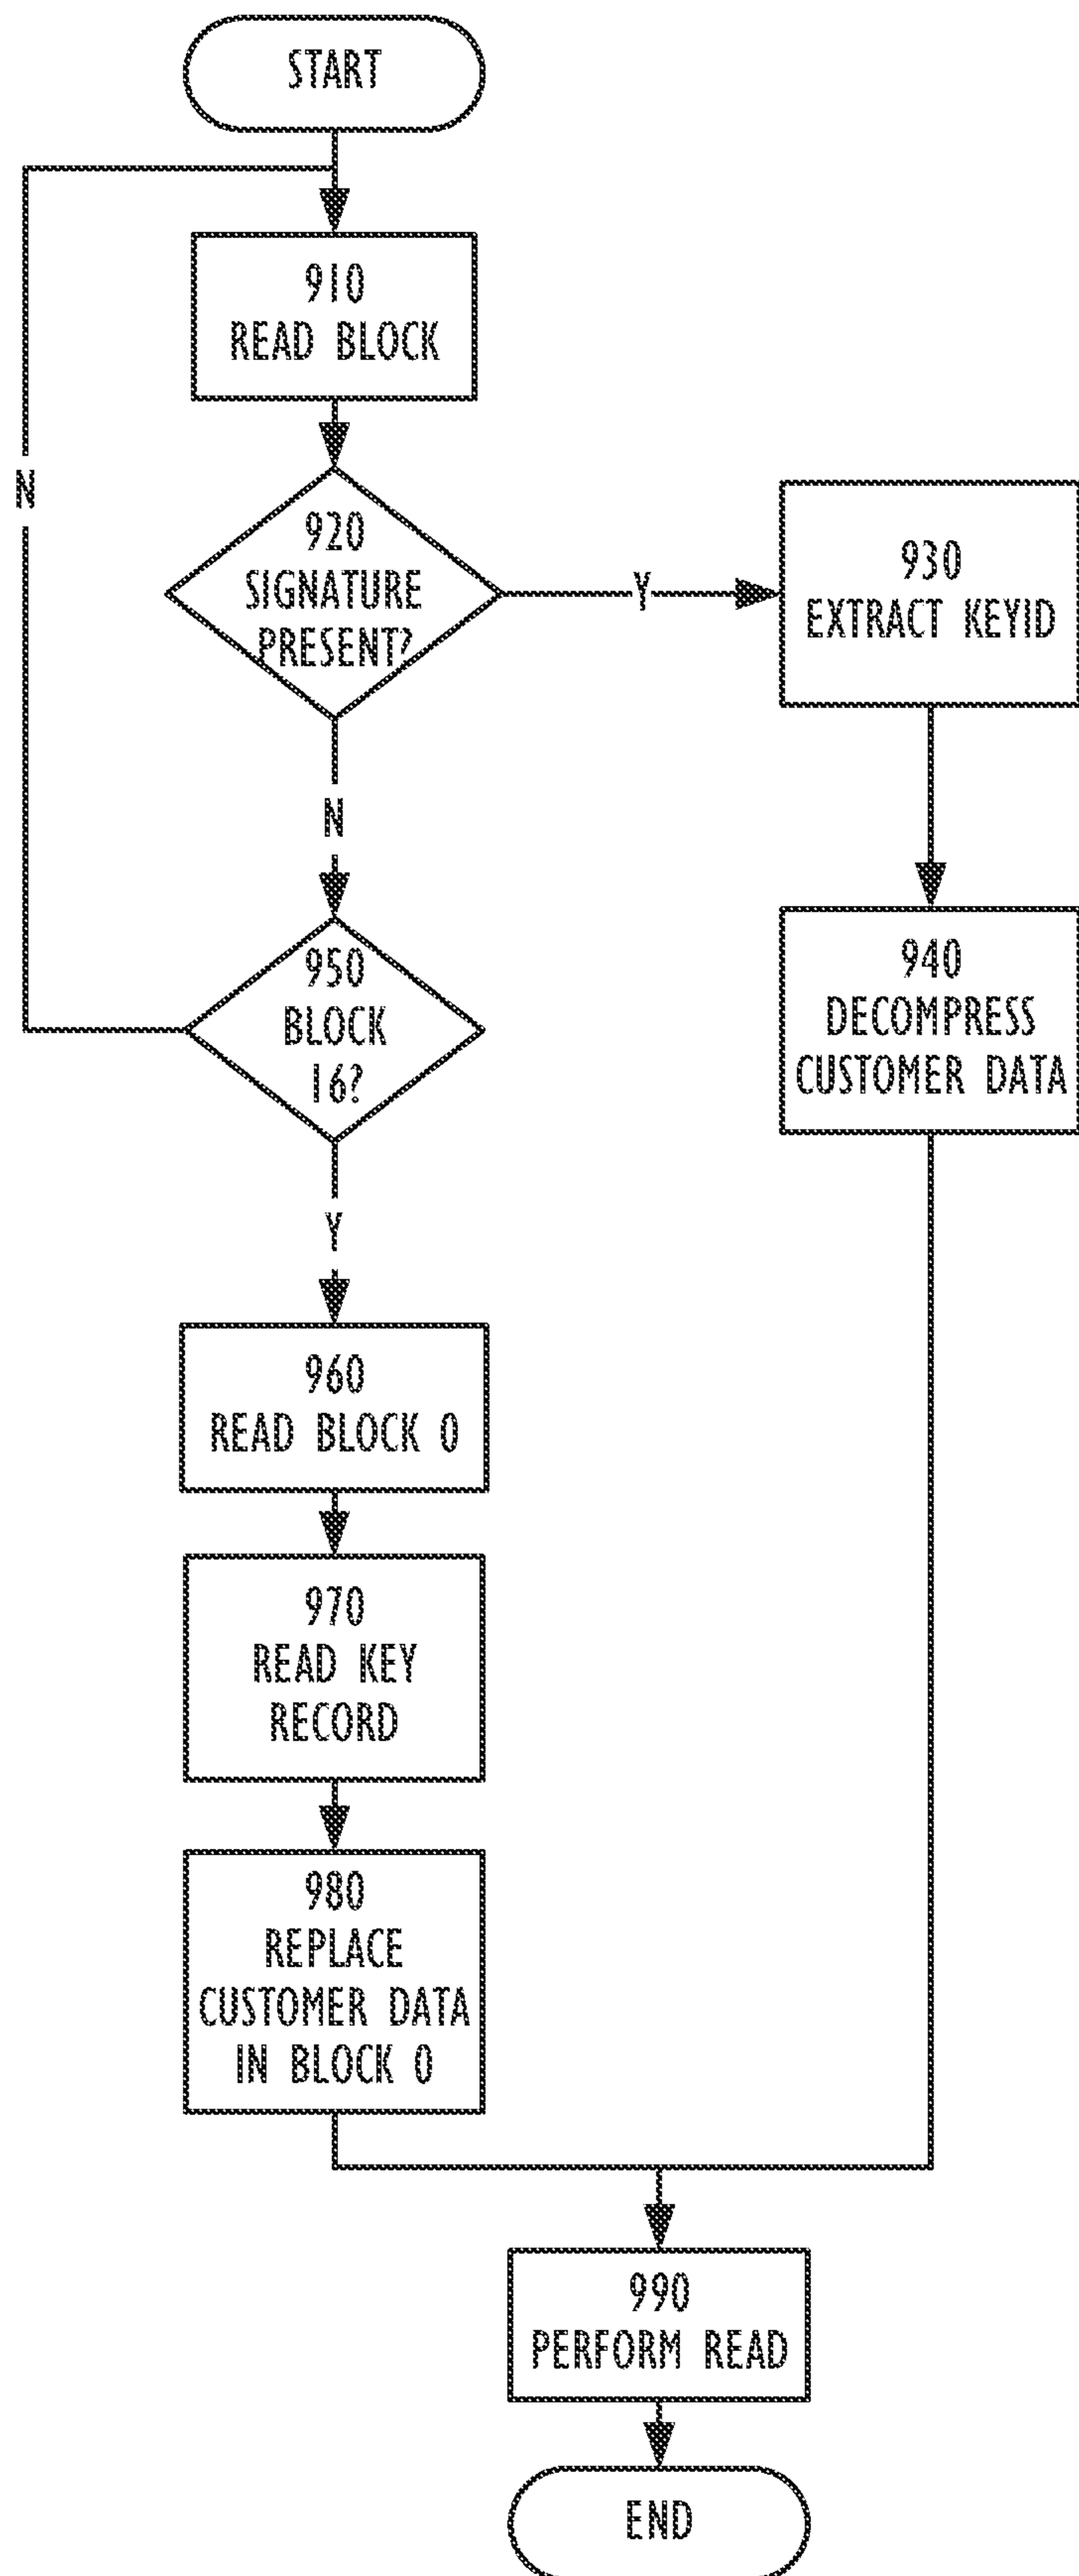 START
910
READ BLOCK
N
920
SIGNATURE
PRESENT?
Y
930
EXTRACT KEYID
N
940
DECOMPRESS
CUSTOMER DATA
950
BLOCK
16?
Y
960
READ BLOCK 0
970
READ KEY
RECORD
980
REPLACE
CUSTOMER DATA
IN BLOCK 0
990
PERFORM READ
END